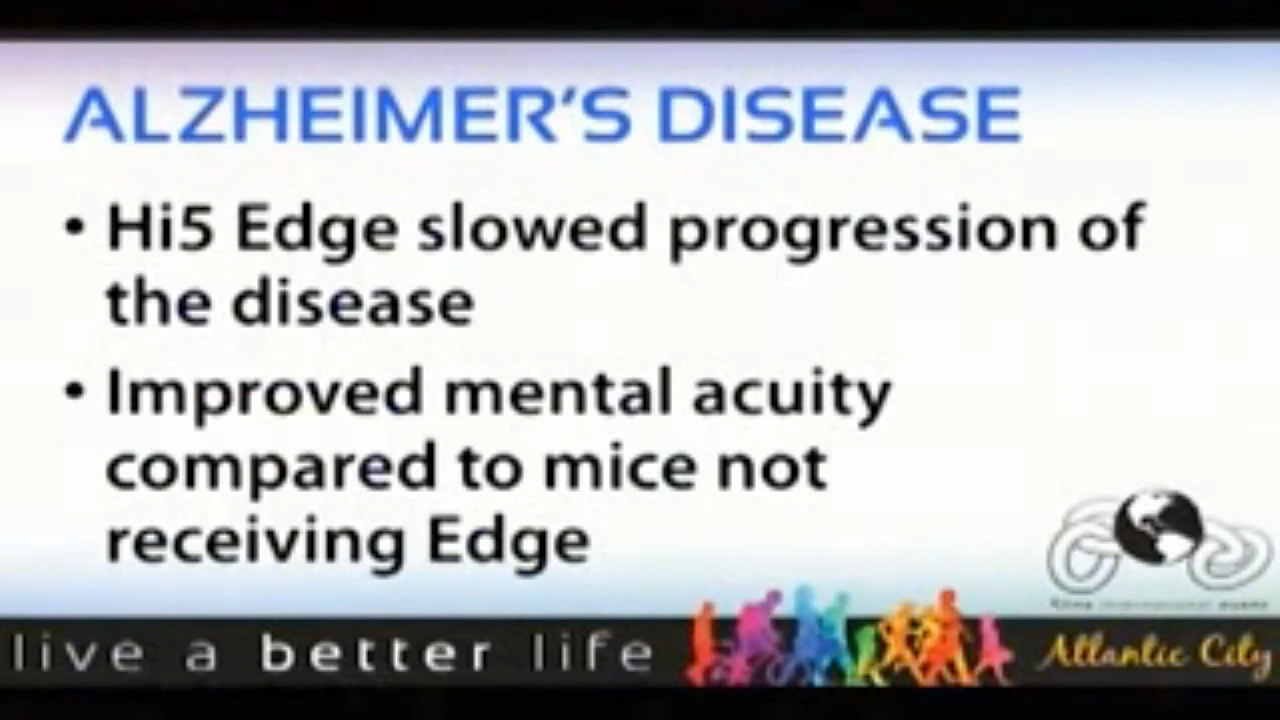 ALZHEIMER'S DISEASE
• Hi5 Edge slowed progression of
the disease
• Improved mental acuity
compared to mice not
receiving Edge
live a better life
Atlantic City